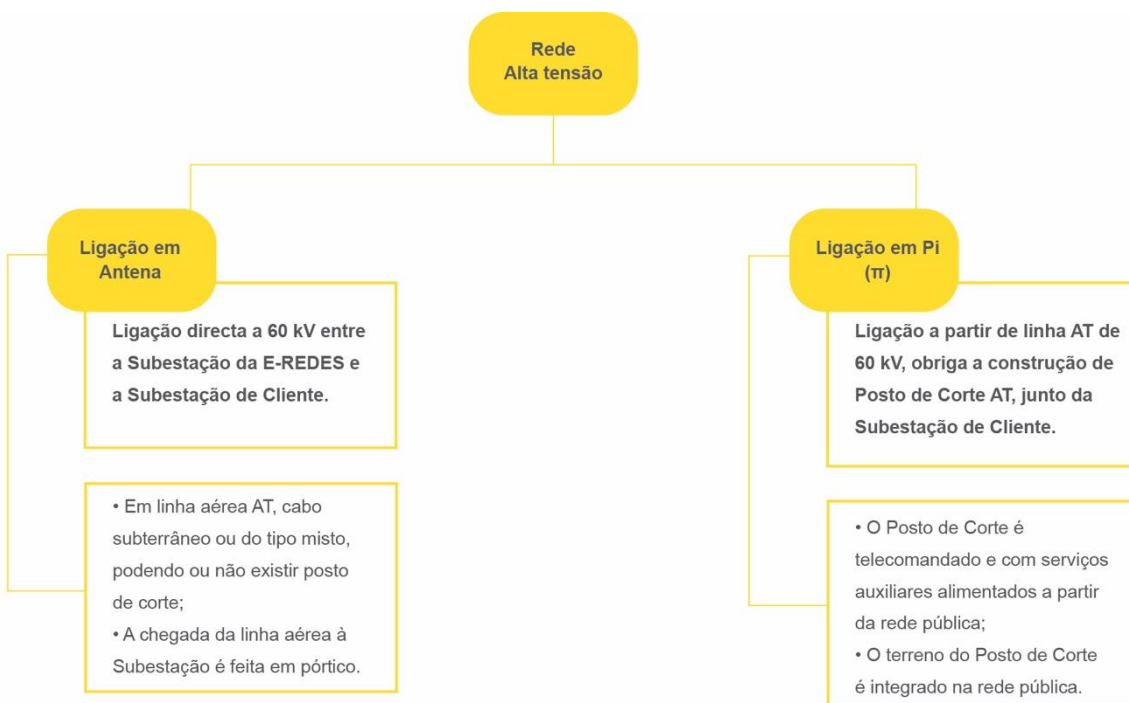 Rede
Alta tensão
Ligação em
Antena
Ligação directa a 60 kV entre
a Subestação da E-REDES e
a Subestação de Cliente.
• Em linha aérea AT, cabo
subterrâneo ou do tipo misto,
podendo ou não existir posto
de corte;
• A chegada da linha aérea à
Subestação é feita em pórtico.
Ligação em Pi
(π)
Ligação a partir de linha AT de
60 kV, obriga a construção de
Posto de Corte AT, junto da
Subestação de Cliente.
• O Posto de Corte é
telecomandado e com serviços
auxiliares alimentados a partir
da rede pública;
• O terreno do Posto de Corte
é integrado na rede pública.